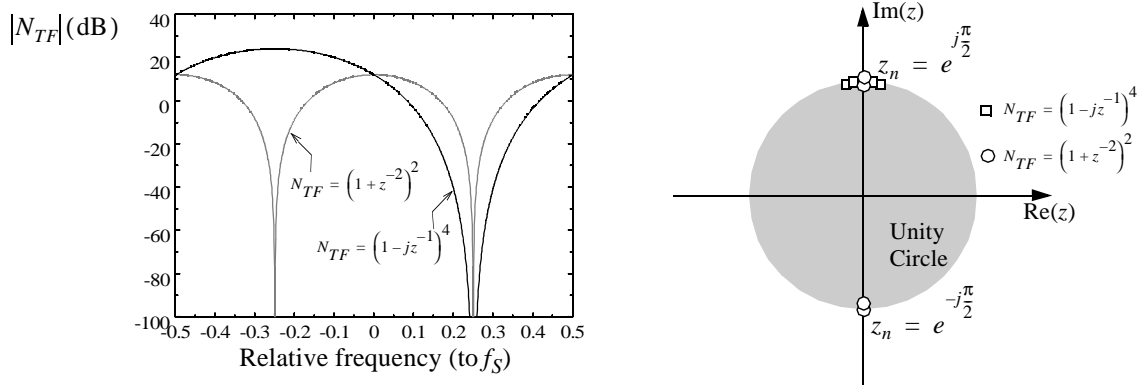 |N_TF| (dB)
40
20
0
-20
-40
-60
-80
-100
N_TF = (1 + z^-2)^2
N_TF = (1 - jz^-1)^4
-0.5 -0.4 -0.3 -0.2 -0.1 0 0.1 0.2 0.3 0.4 0.5
Relative frequency (to f_S)
Im(z)
z_n = e^{jπ/2}
N_TF = (1 - jz^-1)^4
N_TF = (1 + z^-2)^2
Re(z)
Unity
Circle
z_n = e^{-jπ/2}